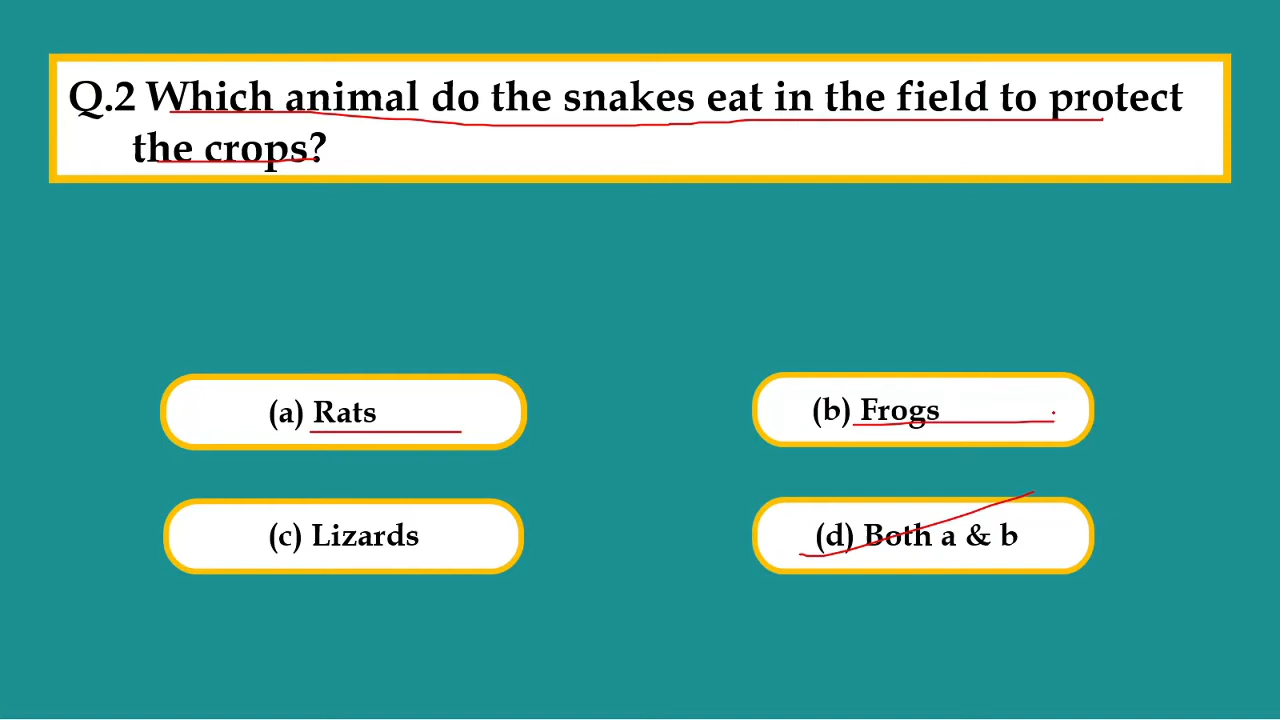 Q.2 Which animal do the snakes eat in the field to protect
the crops?
(a) Rats
(b) Frogs
(c) Lizards
(d) Both a & b